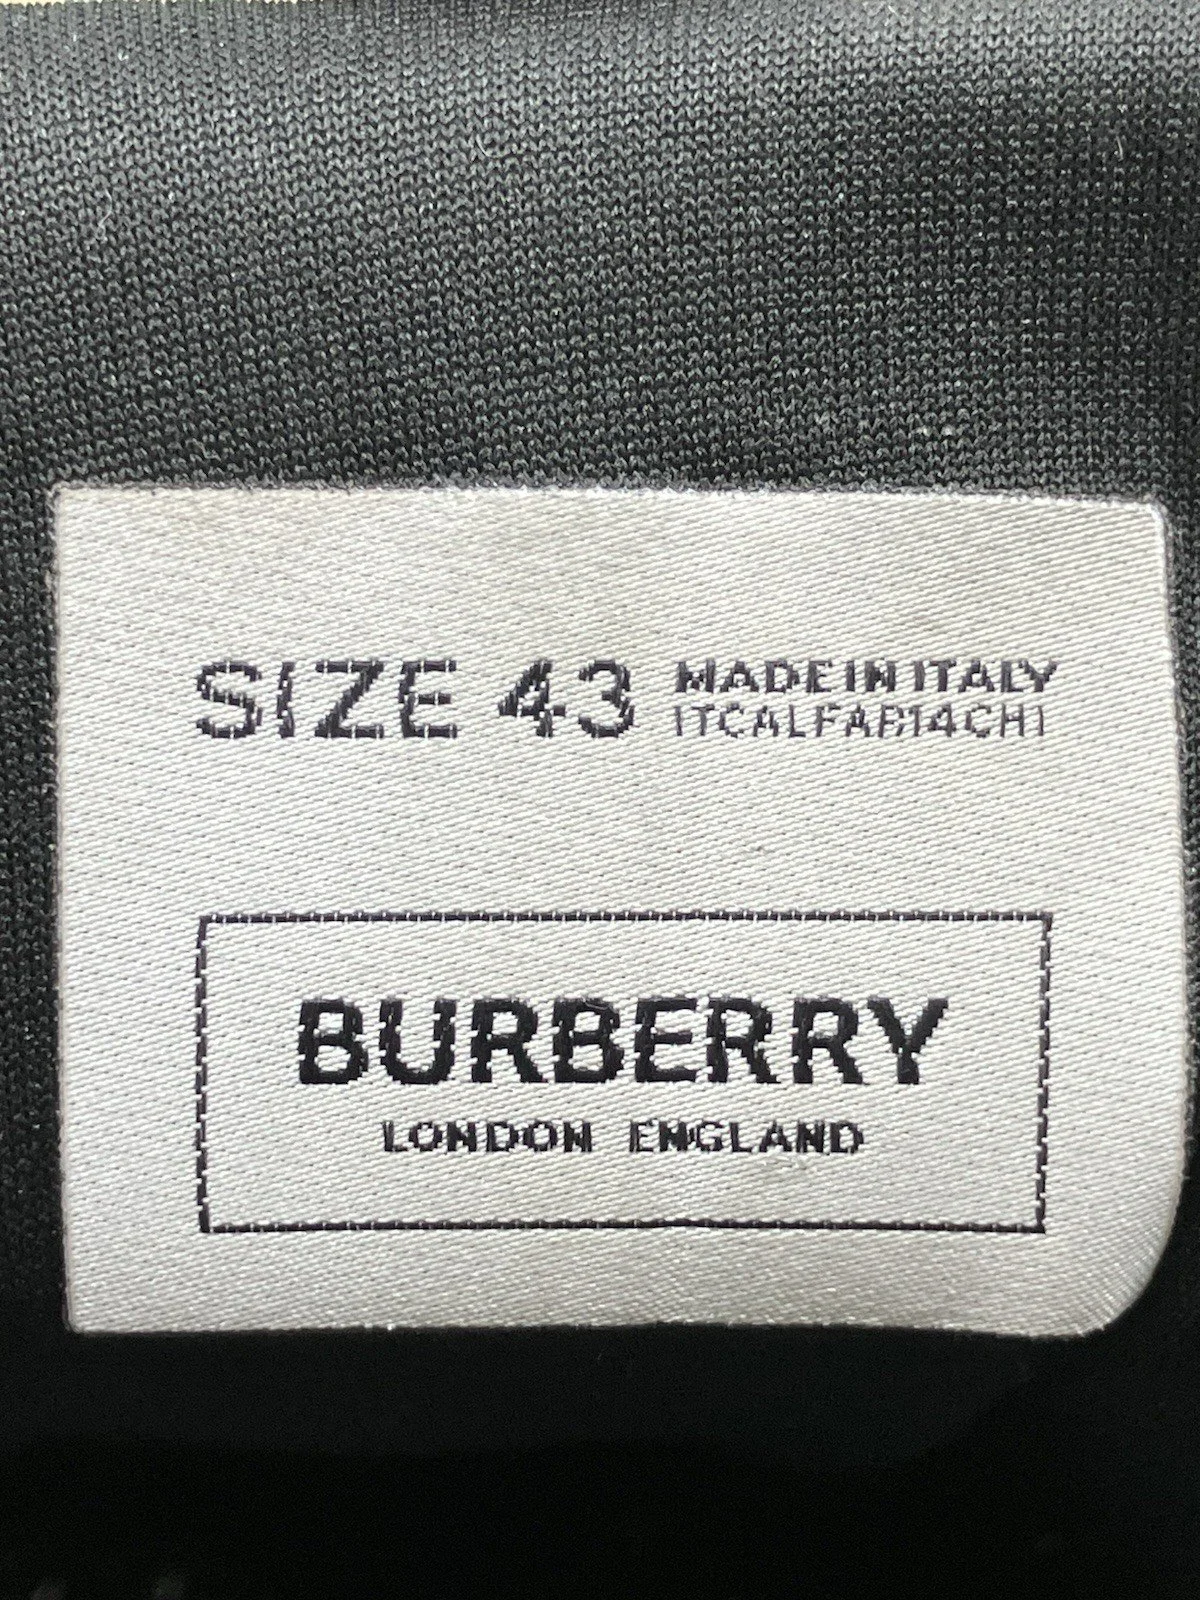 SIZE 43
MADE IN ITALY
ITCALFAB14CHI
BURBERRY
LONDON ENGLAND